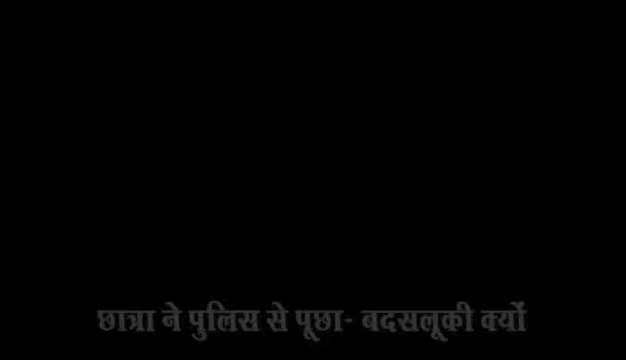 छात्रा ने पुलिस से पूछा- बदसलूकी क्यों